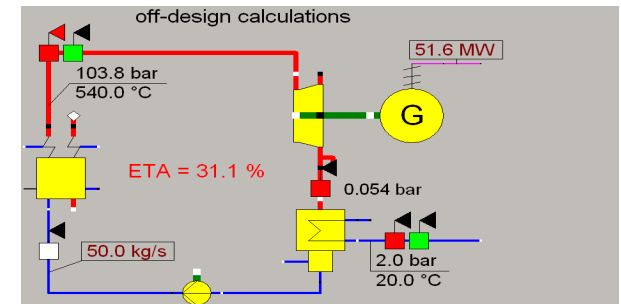 off-design calculations
51.6 MW
103.8 bar
540.0 °C
G
ETA = 31.1 %
0.054 bar
50.0 kg/s
2.0 bar
20.0 °C